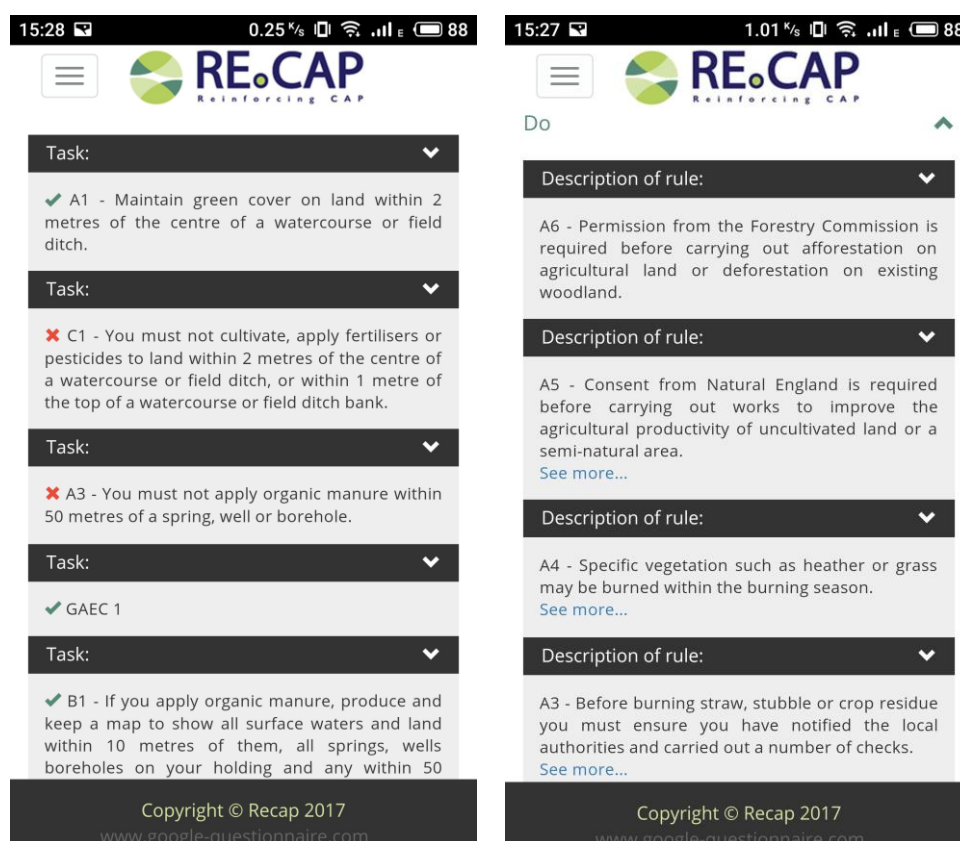 15:28 0.25 K/s E 88
RE.CAP
Reinforcing CAP
Task:
A1 - Maintain green cover on land within 2
metres of the centre of a watercourse or field
ditch.
Task:
C1 - You must not cultivate, apply fertilisers or
pesticides to land within 2 metres of the centre of
a watercourse or field ditch, or within 1 metre of
the top of a watercourse or field ditch bank.
Task:
A3 - You must not apply organic manure within
50 metres of a spring, well or borehole.
Task:
GAEC 1
Task:
B1 - If you apply organic manure, produce and
keep a map to show all surface waters and land
within 10 metres of them, all springs, wells
boreholes on your holding and any within 50
Copyright © Recap 2017
www.google-questionnaire.com
15:27 1.01 K/s E 88
RE.CAP
Reinforcing CAP
Do
Description of rule:
A6 - Permission from the Forestry Commission is
required before carrying out afforestation on
agricultural land or deforestation on existing
woodland.
Description of rule:
A5 - Consent from Natural England is required
before carrying out works to improve the
agricultural productivity of uncultivated land or a
semi-natural area.
See more...
Description of rule:
A4 - Specific vegetation such as heather or grass
may be burned within the burning season.
See more...
Description of rule:
A3 - Before burning straw, stubble or crop residue
you must ensure you have notified the local
authorities and carried out a number of checks.
See more...
Copyright © Recap 2017
www.google-questionnaire.com